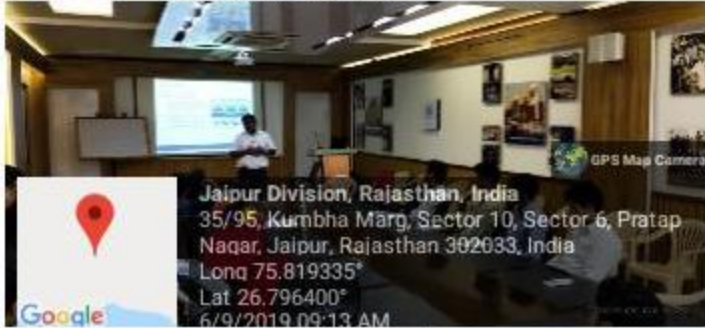 GPS Map Camera
Jaipur Division, Rajasthan, India
35/95, Kumbha Marg, Sector 10, Sector 6, Pratap
Nagar, Jaipur, Rajasthan 302033, India
Long 75.819335°
Lat 26.796400°
6/9/2019 09:13 AM
Google